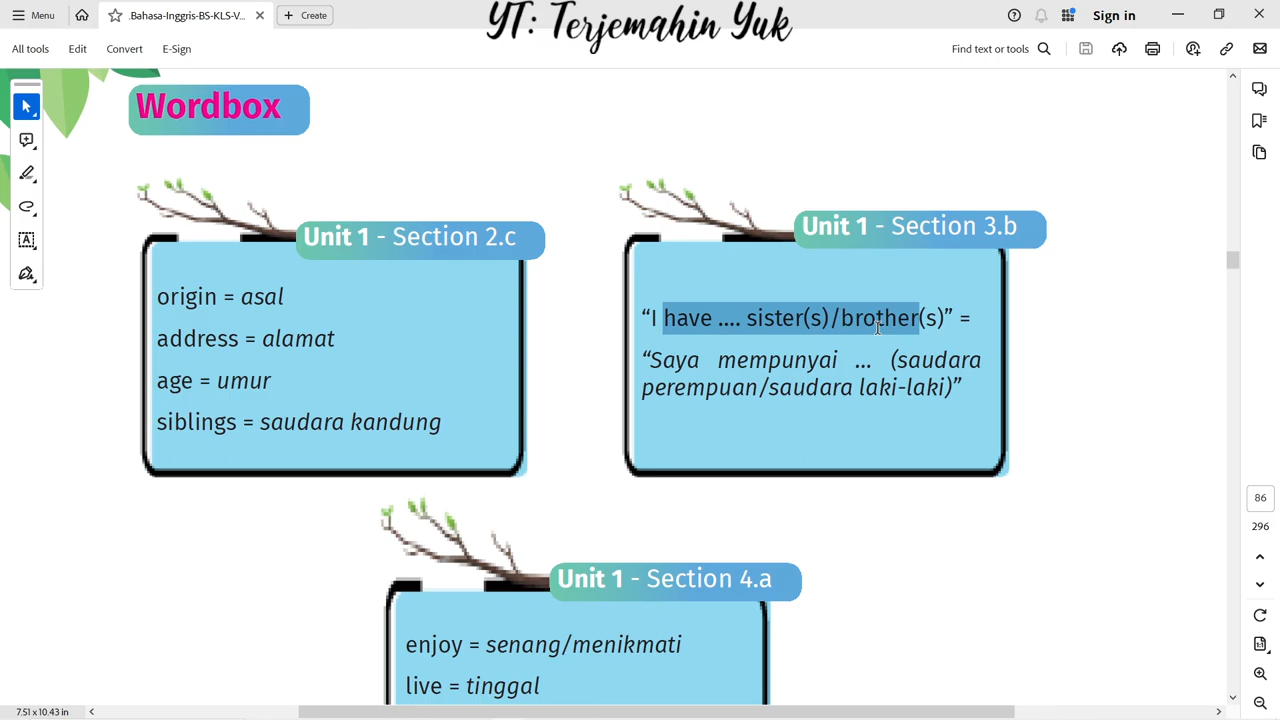 Menu
.Bahasa-Inggris-BS-KLS-V...
Create
YT: Terjemahin Yuk
Sign in
All tools
Edit
Convert
E-Sign
Find text or tools
Wordbox
Unit 1 - Section 2.c
origin = asal
address = alamat
age = umur
siblings = saudara kandung
Unit 1 - Section 3.b
“I have .... sister(s)/brother(s)” =
“Saya mempunyai ... (saudara
perempuan/saudara laki-laki)”
Unit 1 - Section 4.a
enjoy = senang/menikmati
live = tinggal
86
296
7.51 x 10.43 in